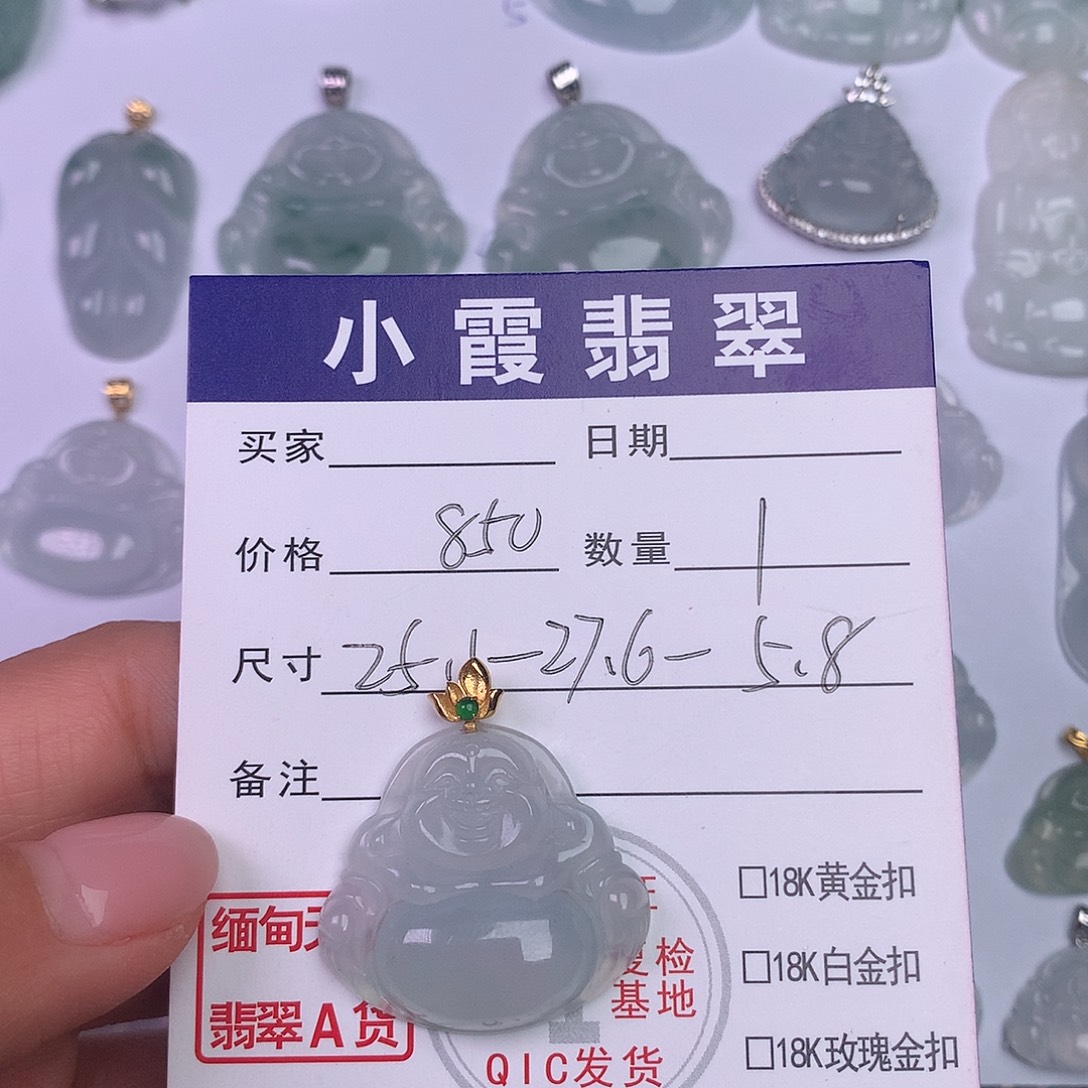 小霞翡翠
买家 日期
价格 850 数量 1
尺寸 25.1-27.6-5.8
备注
□18K黄金扣
缅甸天
检
□18K白金扣
基地
翡翠A货
QIC发货
□18K玫瑰金扣